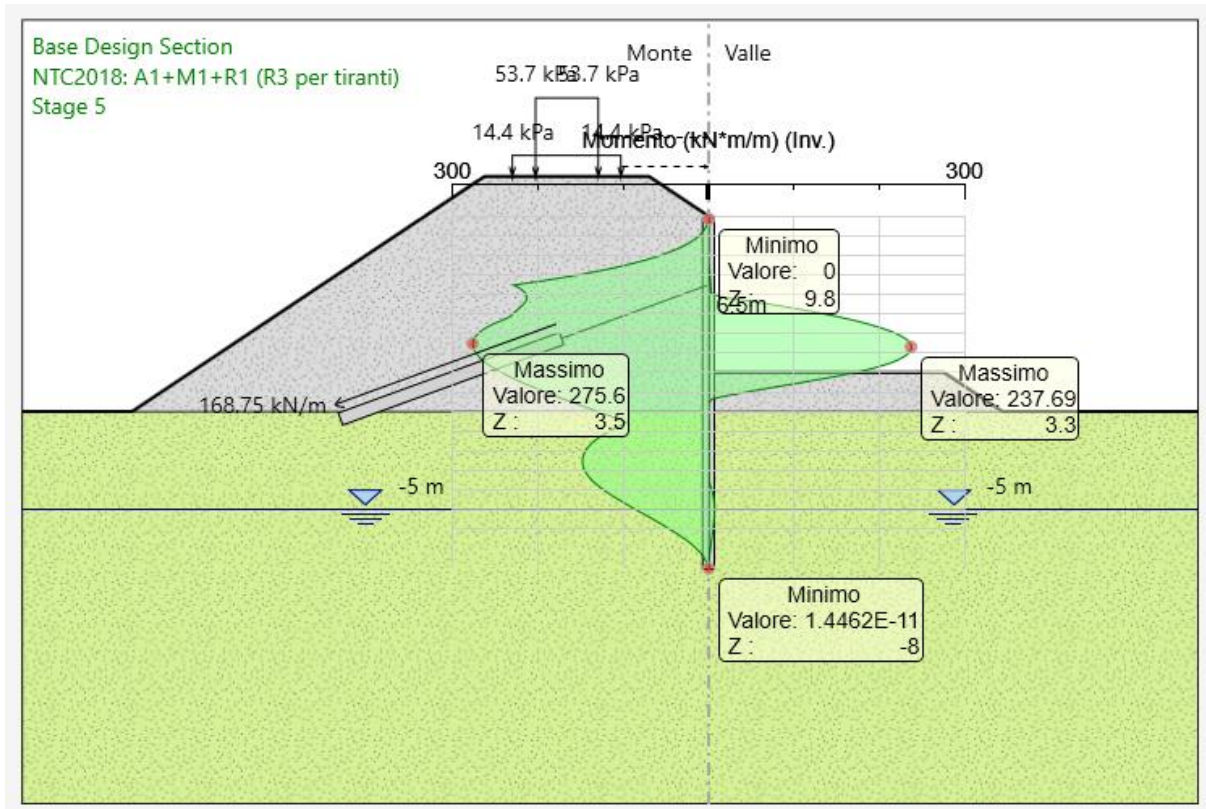 Base Design Section
NTC2018: A1+M1+R1 (R3 per tiranti)
Stage 5
Monte
Valle
53.7 kPa
53.7 kPa
14.4 kPa
14.4 kPa
Momento (kN*m/m) (Inv.)
300
300
Minimo
Valore: 0
Z : 9.8
6.5m
Massimo
Valore: 275.6
Z : 3.5
Massimo
Valore: 237.69
Z : 3.3
168.75 kN/m
-5 m
-5 m
Minimo
Valore: 1.4462E-11
Z : -8